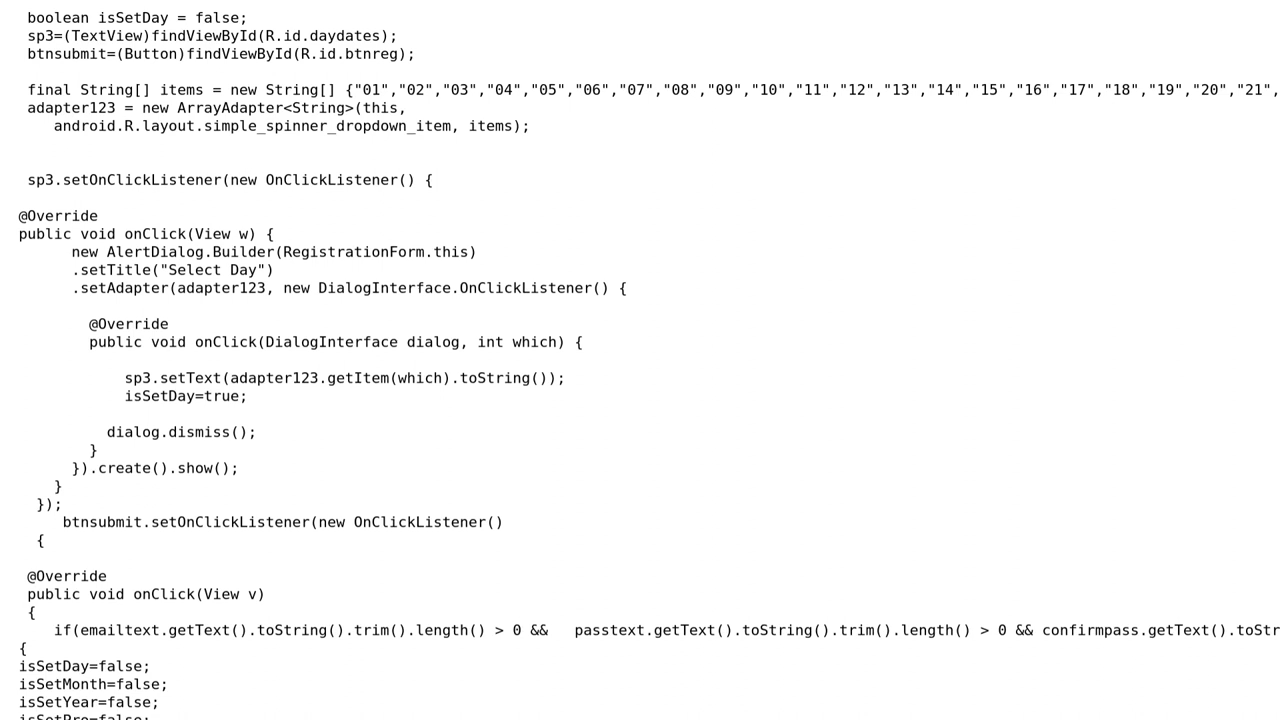 boolean isSetDay = false;
sp3=(TextView)findViewById(R.id.daydates);
btnsubmit=(Button)findViewById(R.id.btnreg);
final String[] items = new String[] {"01","02","03","04","05","06","07","08","09","10","11","12","13","14","15","16","17","18","19","20","21",
adapter123 = new ArrayAdapter<String>(this,
android.R.layout.simple_spinner_dropdown_item, items);
sp3.setOnClickListener(new OnClickListener() {
@Override
public void onClick(View w) {
new AlertDialog.Builder(RegistrationForm.this)
.setTitle("Select Day")
.setAdapter(adapter123, new DialogInterface.OnClickListener() {
@Override
public void onClick(DialogInterface dialog, int which) {
sp3.setText(adapter123.getItem(which).toString());
isSetDay=true;
dialog.dismiss();
}
}).create().show();
}
});
btnsubmit.setOnClickListener(new OnClickListener()
{
@Override
public void onClick(View v)
{
if(emailtext.getText().toString().trim().length() > 0 && passtext.getText().toString().trim().length() > 0 && confirmpass.getText().toStr
{
isSetDay=false;
isSetMonth=false;
isSetYear=false;
isSetPro=false;